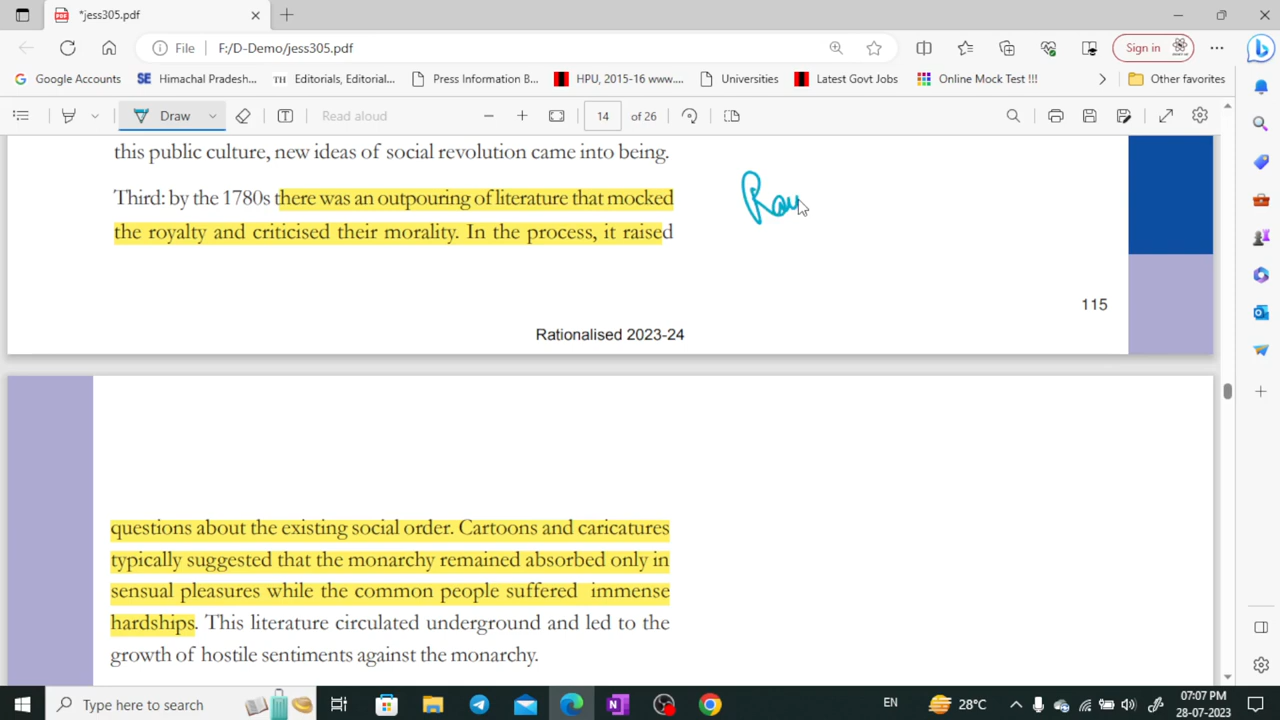 *jess305.pdf
File F:/D-Demo/jess305.pdf
Sign in
Google Accounts SE Himachal Pradesh... TH Editorials, Editorial... Press Information B... HPU, 2015-16 www.... Universities Latest Govt Jobs Online Mock Test !!! Other favorites
Draw Read aloud 14 of 26
this public culture, new ideas of social revolution came into being.
Third: by the 1780s there was an outpouring of literature that mocked
the royalty and criticised their morality. In the process, it raised
Roy
115
Rationalised 2023-24
questions about the existing social order. Cartoons and caricatures
typically suggested that the monarchy remained absorbed only in
sensual pleasures while the common people suffered immense
hardships. This literature circulated underground and led to the
growth of hostile sentiments against the monarchy.
Type here to search EN 28°C 07:07 PM
28-07-2023